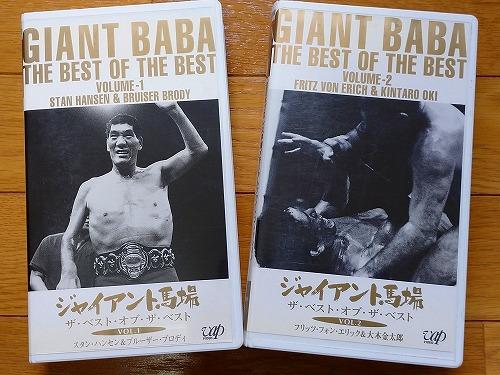 GIANT BABA
THE BEST OF THE BEST
VOLUME-1
STAN HANSEN & BRUISER BRODY
ジャイアント馬場
ザ・ベスト・オブ・ザ・ベスト
VOL.1
スタン・ハンセン&ブルーザー・ブロディ
vap
GIANT BABA
THE BEST OF THE BEST
VOLUME-2
FRITZ VON ERICH & KINTARO OKI
ジャイアント馬場
ザ・ベスト・オブ・ザ・ベスト
VOL.2
フリッツ・フォン・エリック&大木金太郎
vap